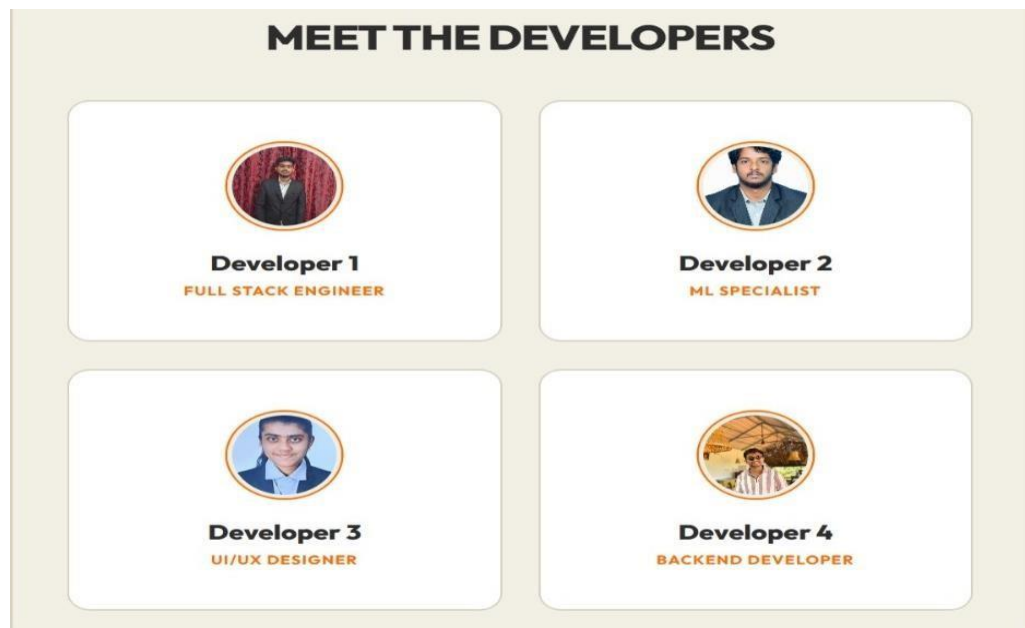 MEET THE DEVELOPERS
Developer 1
FULL STACK ENGINEER
Developer 2
ML SPECIALIST
Developer 3
UI/UX DESIGNER
Developer 4
BACKEND DEVELOPER